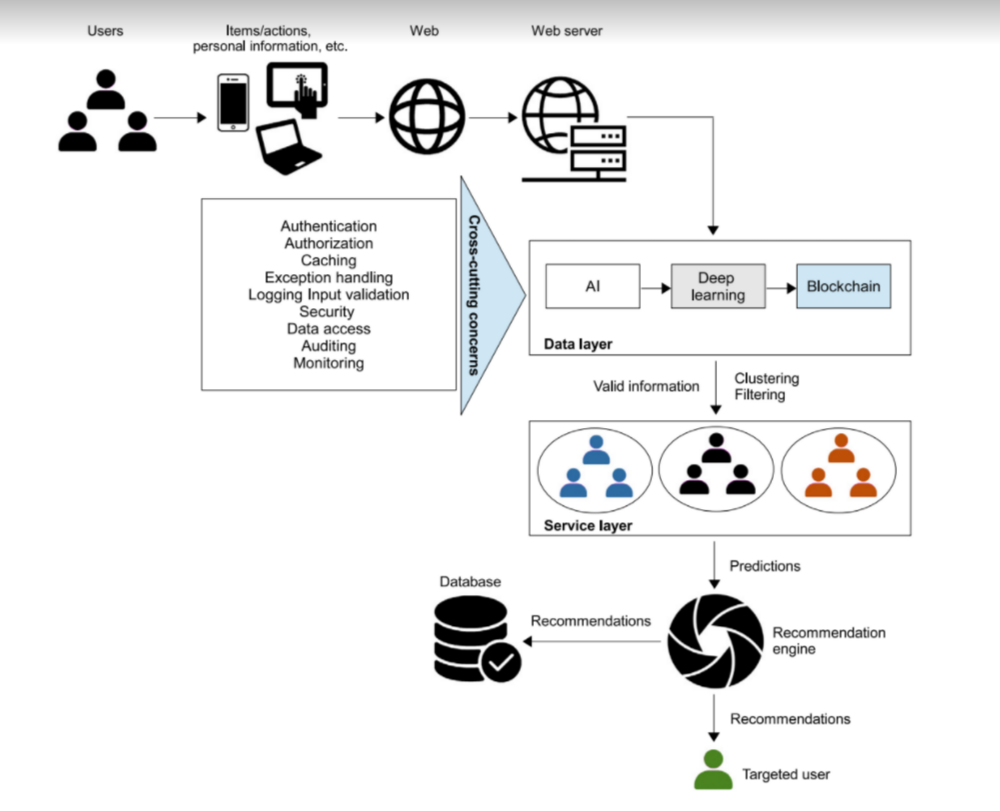 Users
Items/actions,
personal information, etc.
Web
Web server
Authentication
Authorization
Caching
Exception handling
Logging Input validation
Security
Data access
Auditing
Monitoring
Cross-cutting concerns
AI
Deep
learning
Blockchain
Data layer
Valid information
Clustering
Filtering
Service layer
Predictions
Database
Recommendations
Recommendation
engine
Recommendations
Targeted user